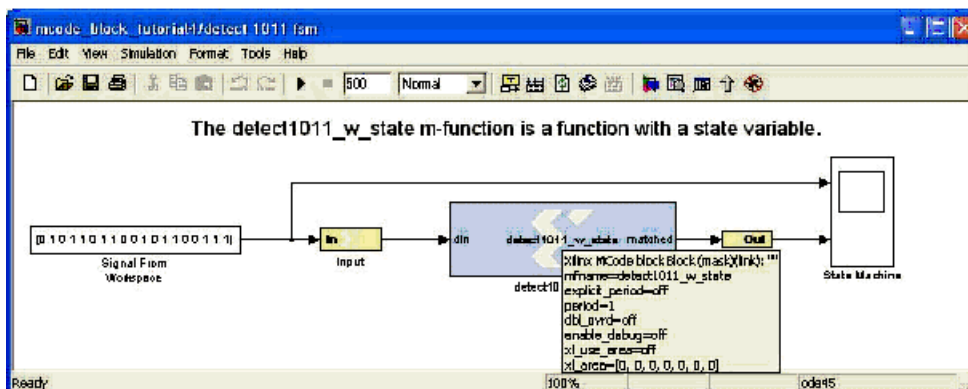 mcode_block_tutorial4/detect1011 fsm
File Edit View Simulation Format Tools Help
500 Normal
The detect1011_w_state m-function is a function with a state variable.
[0 1 0 1 1 0 1 1 0 0 1 0 1 1 0 0 1 1 1]
Signal From
Workspace
In
Input
din detect1011_w_state matched
detect10
Out
State Machine
Xilinx MCode block Block (mask)(link): ""
mfname=detect1011_w_state
explicit_period=off
period=1
dbl_ovrd=off
enable_debug=off
xl_use_area=off
xl_area=[0, 0, 0, 0, 0, 0, 0]
Ready 100% ode45